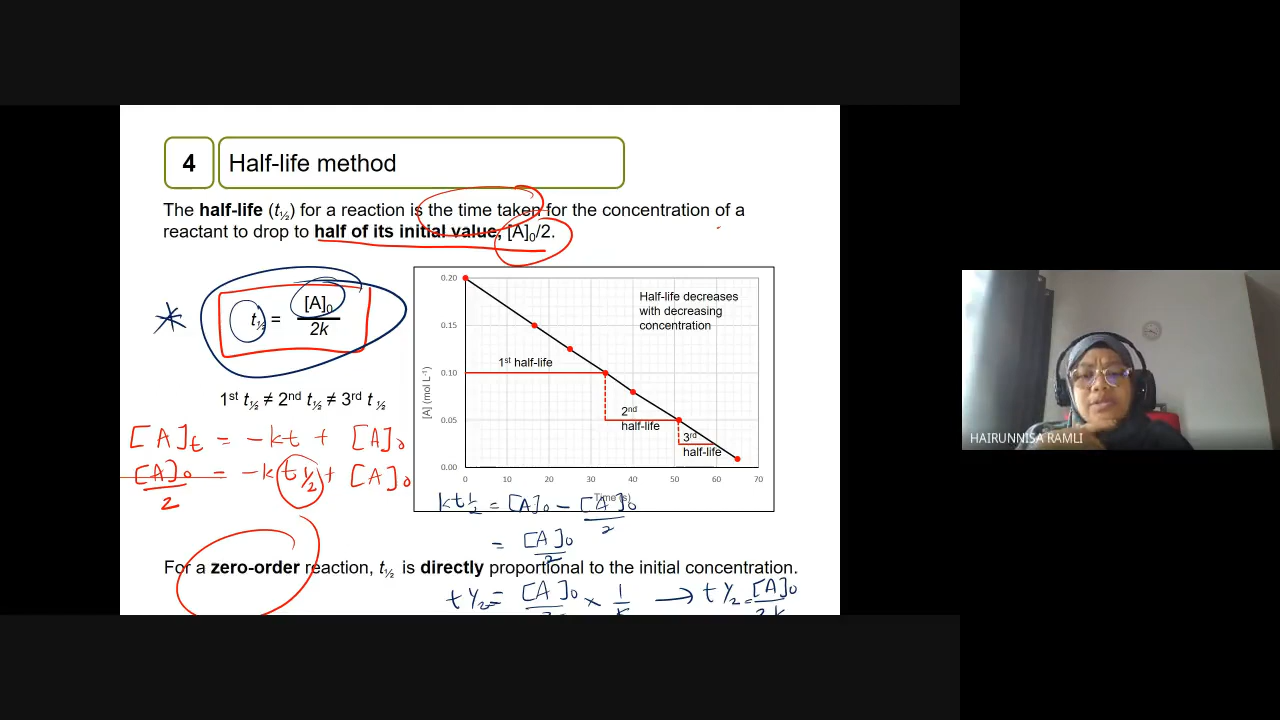 4 Half-life method
The half-life (t½) for a reaction is the time taken for the concentration of a
reactant to drop to half of its initial value, [A]₀/2.
t½ = [A]₀ / 2k
1st t½ ≠ 2nd t½ ≠ 3rd t½
[A]t = -kt + [A]₀
[A]₀/2 = -k t½ + [A]₀
Half-life decreases
with decreasing
concentration
0.20
0.15
0.10
0.05
0.00
[A] (mol L⁻¹)
1st half-life
2nd
half-life
3rd
half-life
0 10 20 30 40 50 60 70
Time (s)
kt½ = [A]₀ - [A]₀/2
= [A]₀/2
For a zero-order reaction, t½ is directly proportional to the initial concentration.
t½ = [A]₀/2 × 1/k → t½ = [A]₀/2k
HAIRUNNISA RAMLI